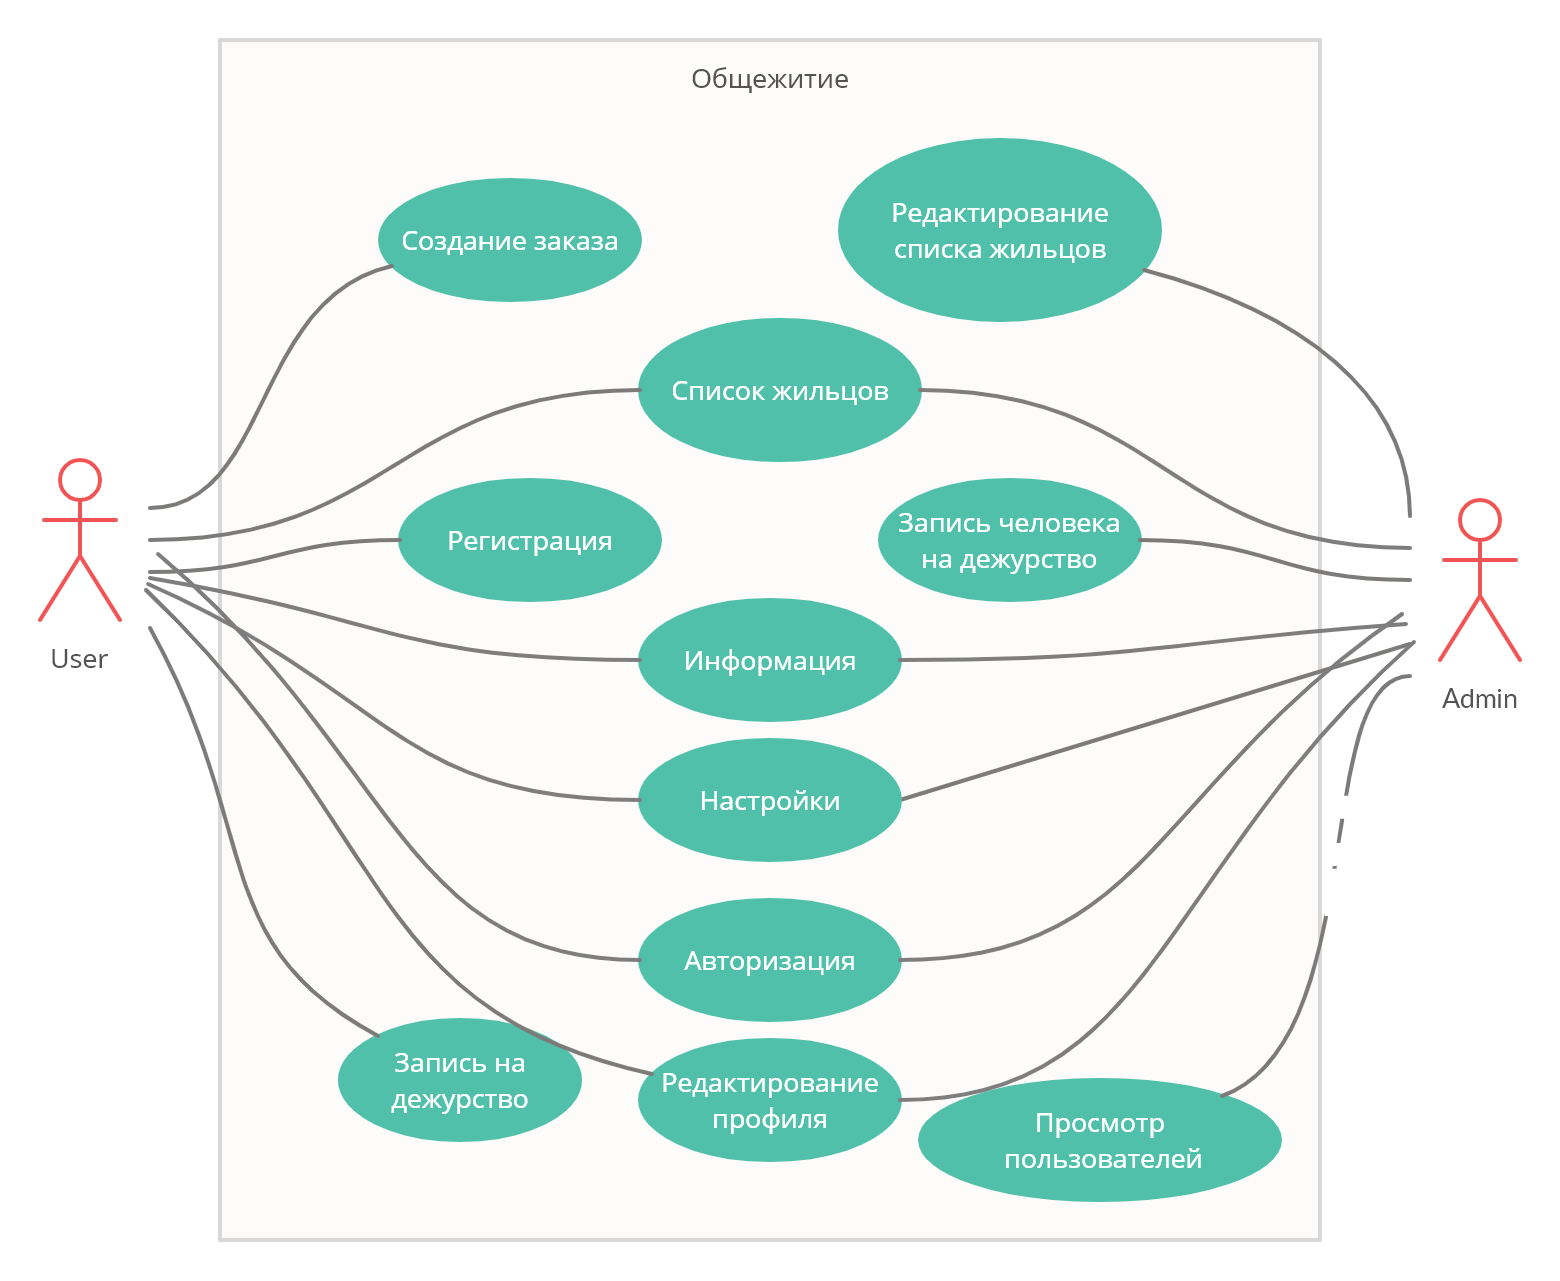 Общежитие
Создание заказа
Редактирование
списка жильцов
Список жильцов
Регистрация
Запись человека
на дежурство
User
Информация
Admin
Настройки
Авторизация
Запись на
дежурство
Редактирование
профиля
Просмотр
пользователей